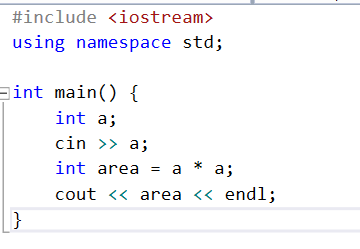 #include <iostream>
using namespace std;
int main() {
int a;
cin >> a;
int area = a * a;
cout << area << endl;
}